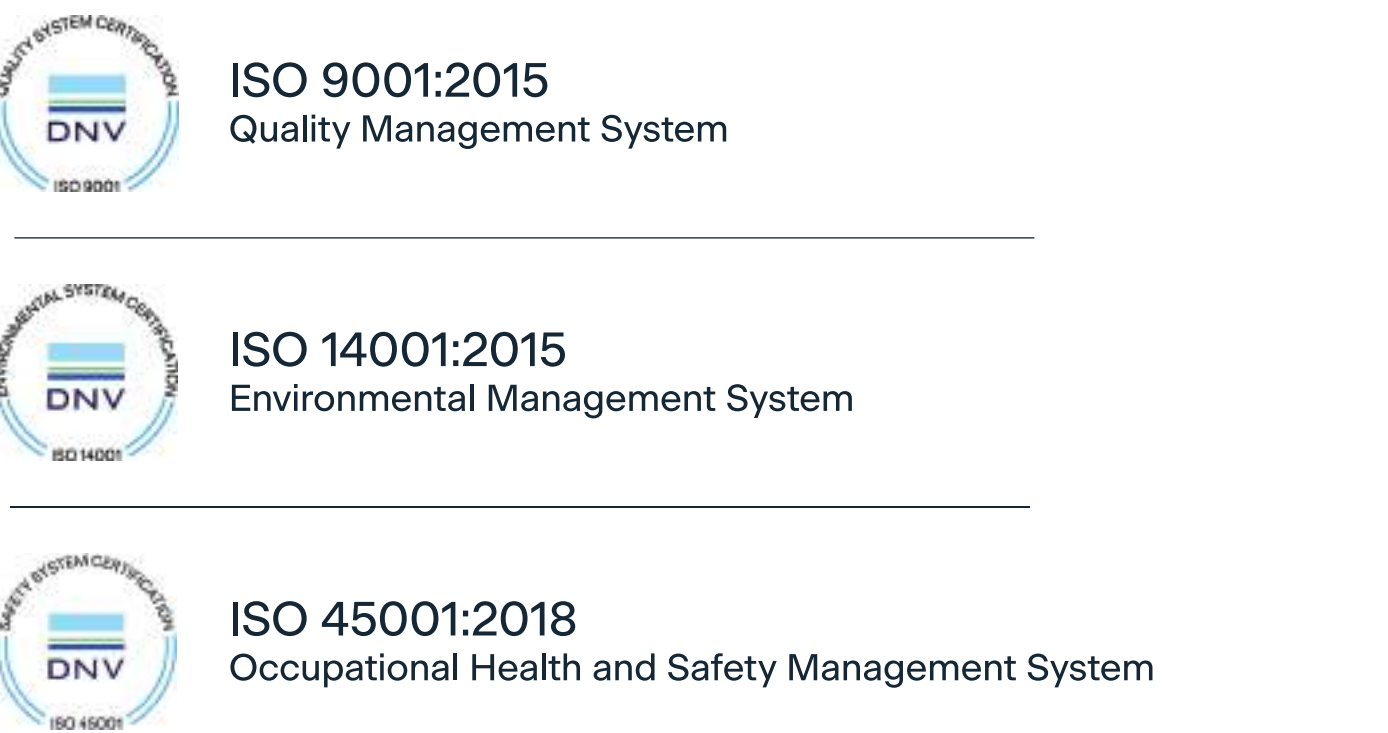 QUALITY SYSTEM CERTIFICATION
DNV
ISO 9001
ISO 9001:2015
Quality Management System
ENVIRONMENTAL SYSTEM CERTIFICATION
DNV
ISO 14001
ISO 14001:2015
Environmental Management System
SAFETY SYSTEM CERTIFICATION
DNV
ISO 45001
ISO 45001:2018
Occupational Health and Safety Management System